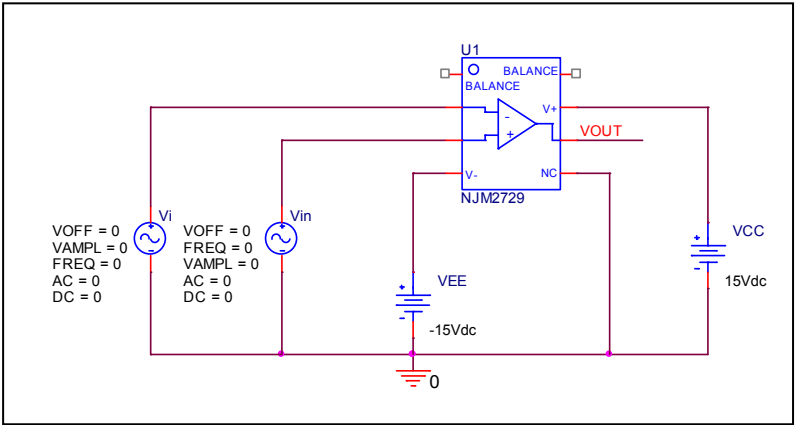 U1
BALANCE
BALANCE
-
V+
+
VOUT
V-
NC
NJM2729
Vi
VOFF = 0
VAMPL = 0
FREQ = 0
AC = 0
DC = 0
Vin
VOFF = 0
FREQ = 0
VAMPL = 0
AC = 0
DC = 0
VEE
-15Vdc
VCC
15Vdc
0